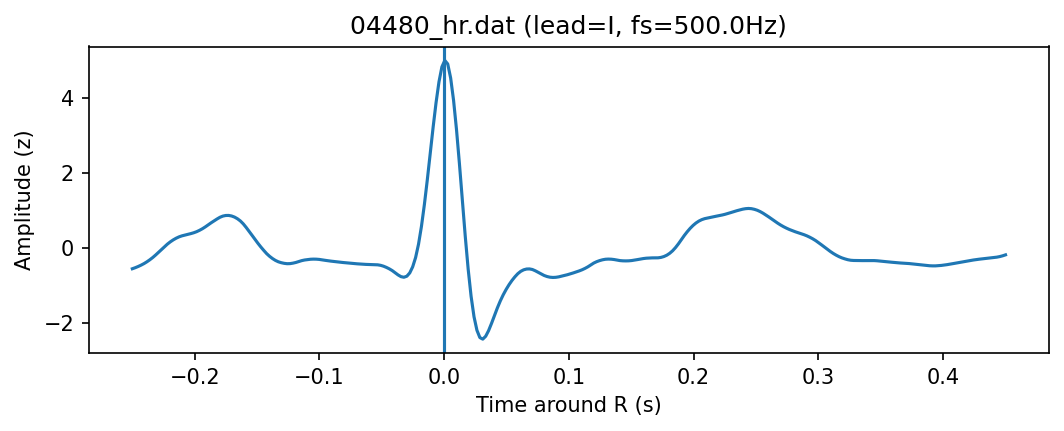 04480_hr.dat (lead=I, fs=500.0Hz)
Amplitude (z)
4
2
0
−2
−0.2 −0.1 0.0 0.1 0.2 0.3 0.4
Time around R (s)